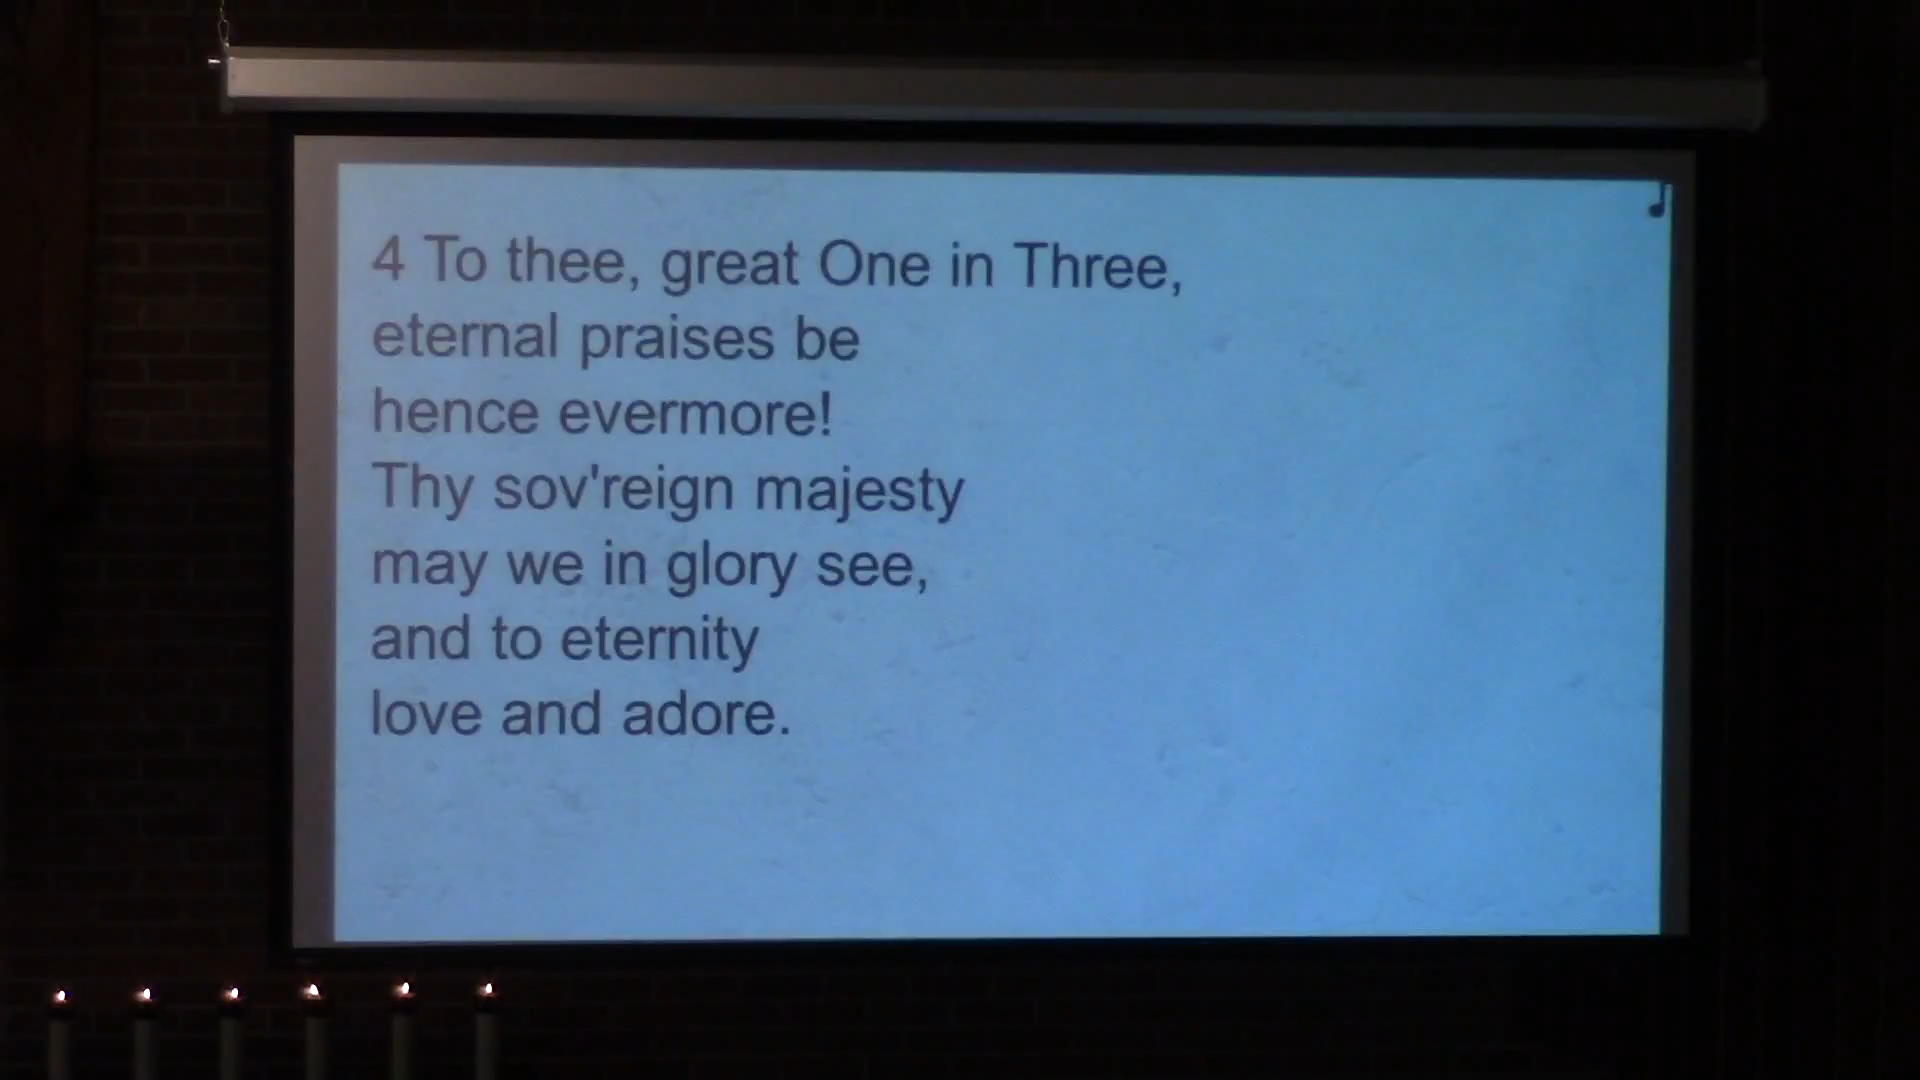 4 To thee, great One in Three,
eternal praises be
hence evermore!
Thy sov'reign majesty
may we in glory see,
and to eternity
love and adore.